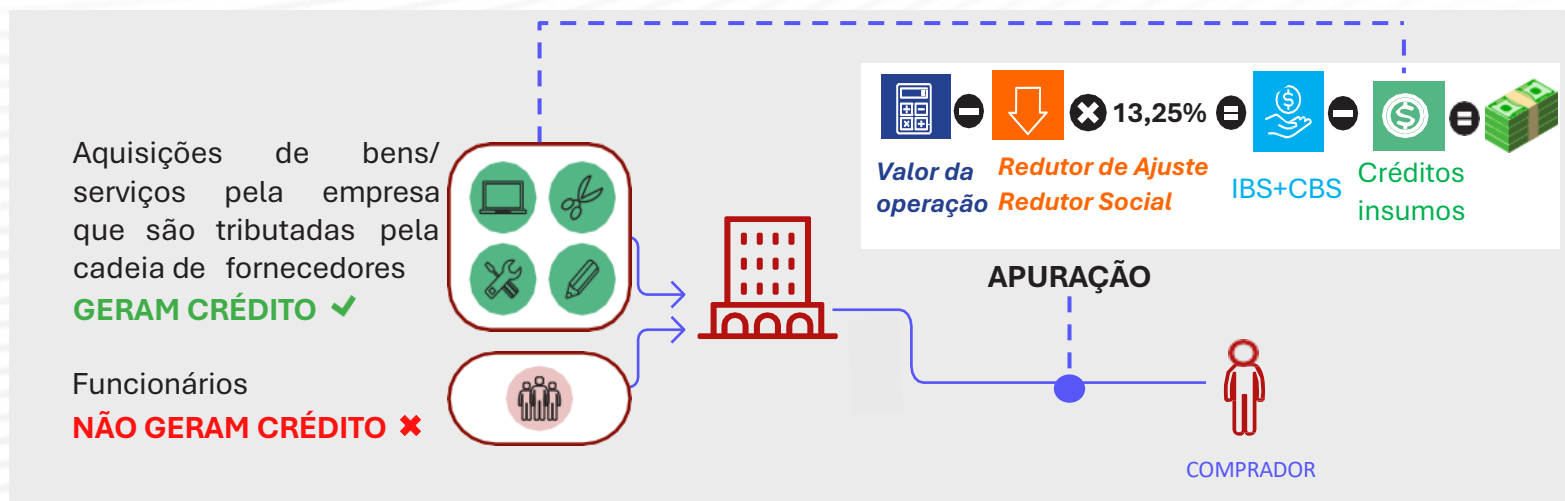 Aquisições de bens/
serviços pela empresa
que são tributadas pela
cadeia de fornecedores
GERAM CRÉDITO
Funcionários
NÃO GERAM CRÉDITO
13,25%
Valor da
operação
Redutor de Ajuste
Redutor Social
IBS+CBS
Créditos
insumos
APURAÇÃO
COMPRADOR